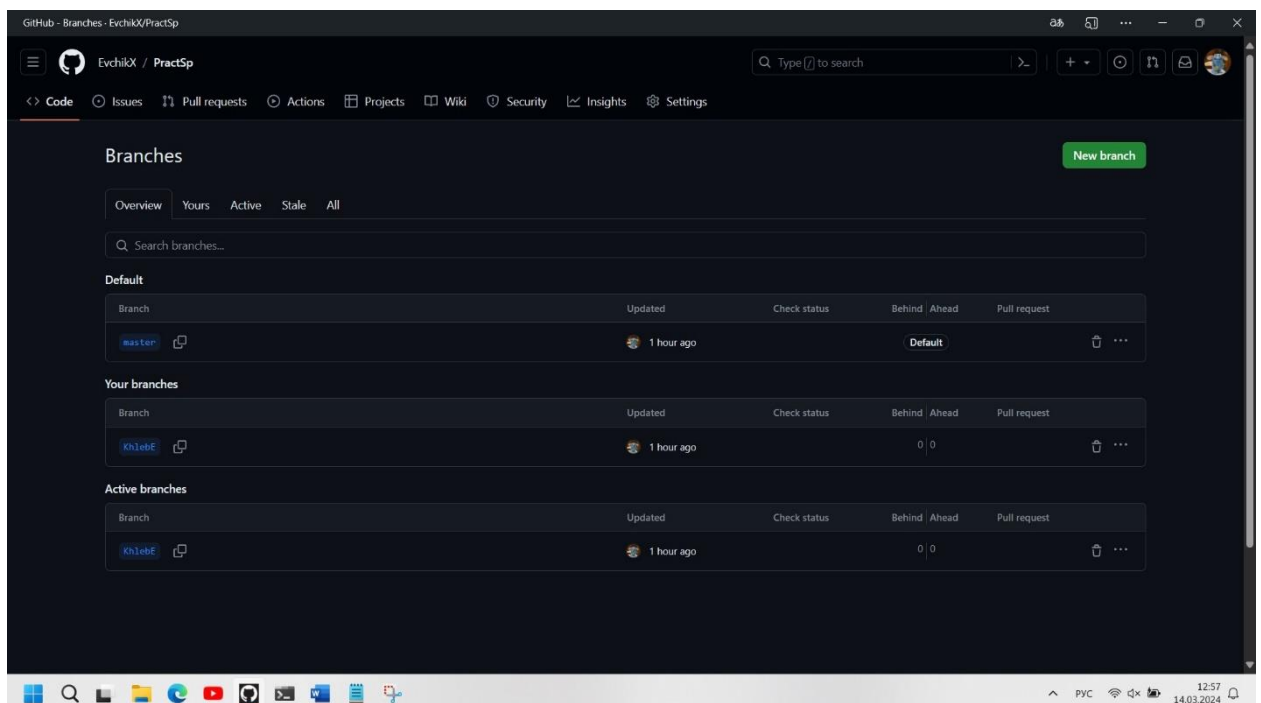 GitHub - Branches · EvchikX/PractSp
EvchikX / PractSp
Type / to search
Code Issues Pull requests Actions Projects Wiki Security Insights Settings
Branches
New branch
Overview Yours Active Stale All
Search branches...
Default
Branch Updated Check status Behind Ahead Pull request
master 1 hour ago Default
Your branches
Branch Updated Check status Behind Ahead Pull request
KhlebE 1 hour ago 0 0
Active branches
Branch Updated Check status Behind Ahead Pull request
KhlebE 1 hour ago 0 0
РУС 12:57
14.03.2024